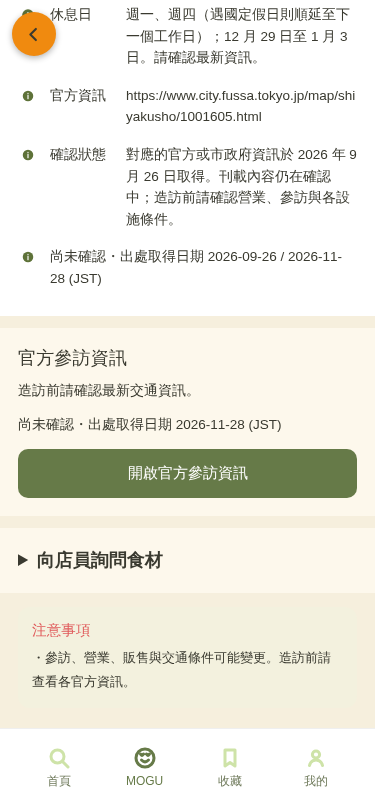 休息日
週一、週四（遇國定假日則順延至下
一個工作日）；12 月 29 日至 1 月 3
日。請確認最新資訊。
官方資訊
https://www.city.fussa.tokyo.jp/map/shi
yakusho/1001605.html
確認狀態
對應的官方或市政府資訊於 2026 年 9
月 26 日取得。刊載內容仍在確認
中；造訪前請確認營業、參訪與各設
施條件。
尚未確認・出處取得日期 2026-09-26 / 2026-11-
28 (JST)
官方參訪資訊
造訪前請確認最新交通資訊。
尚未確認・出處取得日期 2026-11-28 (JST)
開啟官方參訪資訊
向店員詢問食材
注意事項
・參訪、營業、販售與交通條件可能變更。造訪前請
查看各官方資訊。
首頁
MOGU
收藏
我的